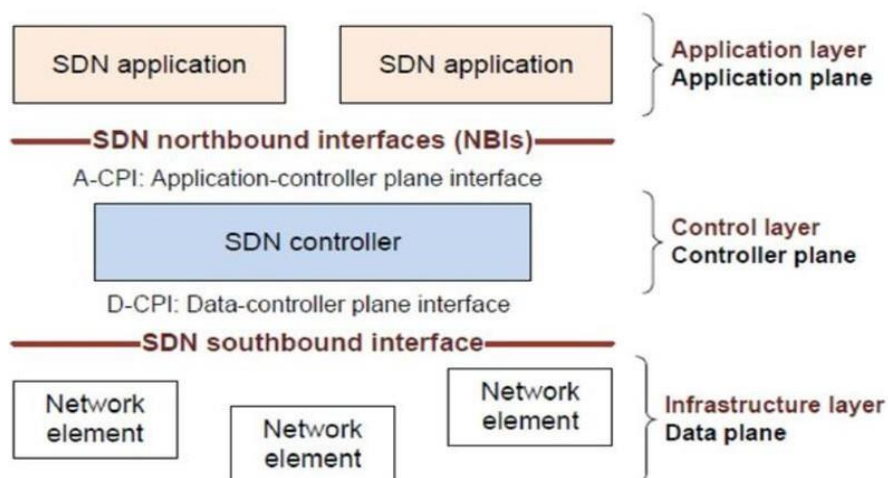 SDN application
SDN application
Application layer
Application plane
SDN northbound interfaces (NBIs)
A-CPI: Application-controller plane interface
SDN controller
Control layer
Controller plane
D-CPI: Data-controller plane interface
SDN southbound interface
Network
element
Network
element
Network
element
Infrastructure layer
Data plane